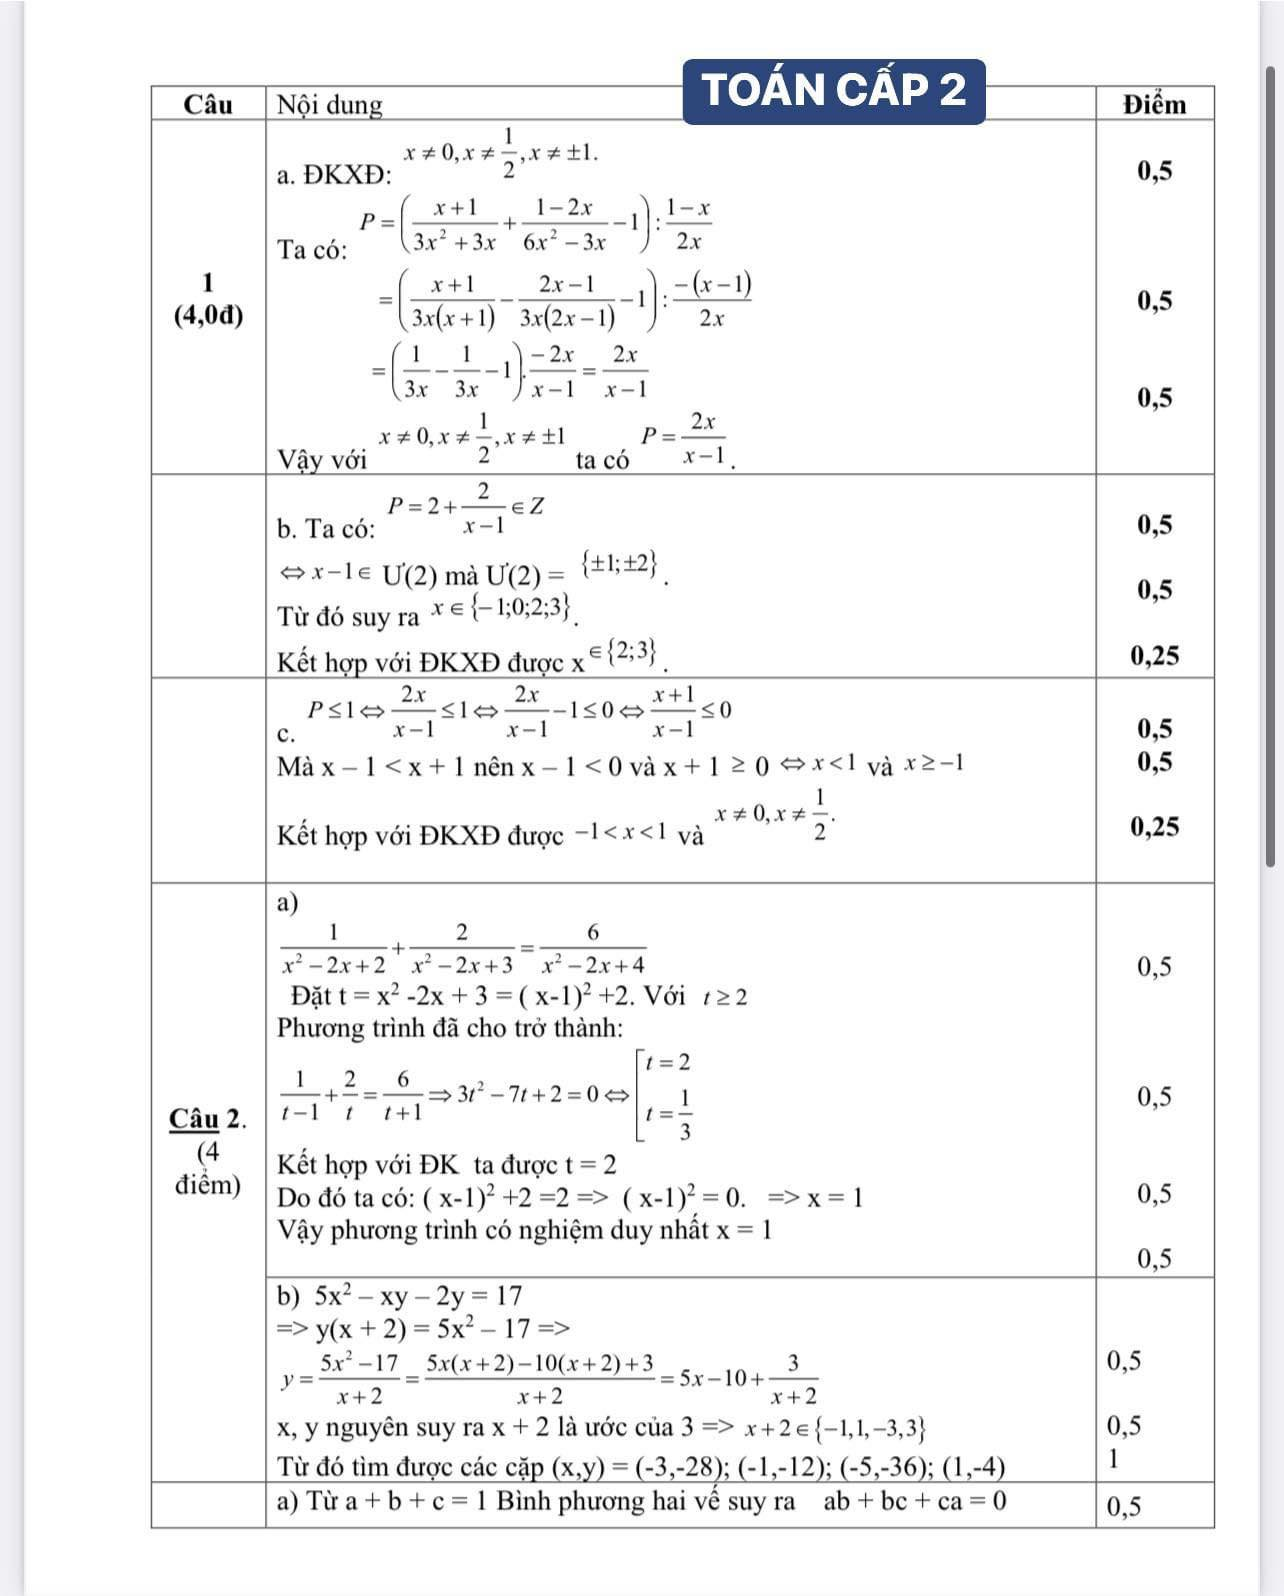 TOÁN CẤP 2
Câu Nội dung Điểm
a. ĐKXĐ: x ≠ 0, x ≠ 1/2, x ≠ ±1. 0,5
Ta có: P = ( (x+1)/(3x² + 3x) + (1−2x)/(6x² − 3x) − 1 ) : (1−x)/(2x)
1
(4,0đ)
= ( (x+1)/(3x(x+1)) − (2x−1)/(3x(2x−1)) − 1 ) : (−(x−1))/(2x) 0,5
= ( 1/(3x) − 1/(3x) − 1 ) . (−2x)/(x−1) = 2x/(x−1) 0,5
Vậy với x ≠ 0, x ≠ 1/2, x ≠ ±1 ta có P = 2x/(x−1).
b. Ta có: P = 2 + 2/(x−1) ∈ Z 0,5
⇔ x−1 ∈ Ư(2) mà Ư(2) = {±1;±2}. 0,5
Từ đó suy ra x ∈ {−1;0;2;3}.
Kết hợp với ĐKXĐ được x ∈ {2;3}. 0,25
c. P ≤ 1 ⇔ 2x/(x−1) ≤ 1 ⇔ 2x/(x−1) − 1 ≤ 0 ⇔ (x+1)/(x−1) ≤ 0 0,5
Mà x – 1 < x + 1 nên x – 1 < 0 và x + 1 ≥ 0 ⇔ x < 1 và x ≥ −1 0,5
Kết hợp với ĐKXĐ được −1 < x < 1 và x ≠ 0, x ≠ 1/2. 0,25
a)
1/(x² − 2x + 2) + 2/(x² − 2x + 3) = 6/(x² − 2x + 4) 0,5
Đặt t = x² -2x + 3 = ( x-1)² +2. Với t ≥ 2
Phương trình đã cho trở thành:
1/(t−1) + 2/t = 6/(t+1) ⇒ 3t² − 7t + 2 = 0 ⇔ [ t = 2 ; t = 1/3 0,5
Câu 2.
(4
điểm)
Kết hợp với ĐK ta được t = 2
Do đó ta có: ( x-1)² +2 =2 => ( x-1)² = 0. => x = 1 0,5
Vậy phương trình có nghiệm duy nhất x = 1
0,5
b) 5x² – xy – 2y = 17
=> y(x + 2) = 5x² – 17 =>
y = (5x² −17)/(x+2) = (5x(x+2)−10(x+2)+3)/(x+2) = 5x−10 + 3/(x+2) 0,5
x, y nguyên suy ra x + 2 là ước của 3 => x+2 ∈ {−1,1,−3,3} 0,5
Từ đó tìm được các cặp (x,y) = (-3,-28); (-1,-12); (-5,-36); (1,-4) 1
a) Từ a + b + c = 1 Bình phương hai vế suy ra ab + bc + ca = 0 0,5